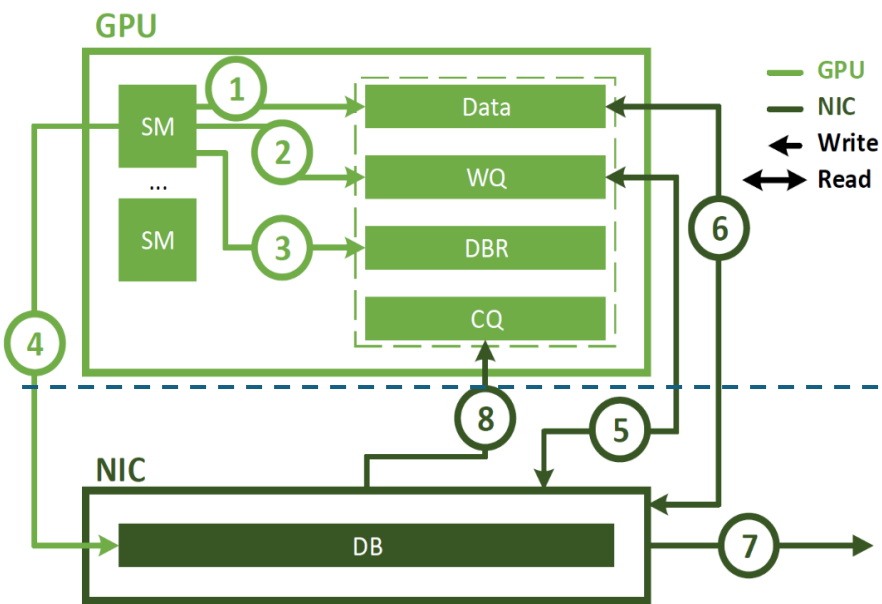 GPU
1
Data
SM
2
WQ
...
SM
3
DBR
CQ
4
GPU
NIC
Write
Read
6
8
5
NIC
DB
7